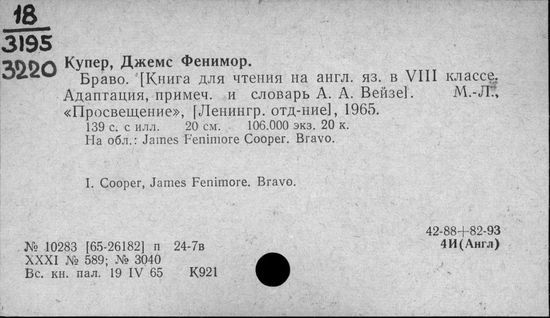 18
3195
3220
Купер, Джемс Фенимор.
Браво. [Книга для чтения на англ. яз. в VIII классе.
Адаптация, примеч. и словарь А. А. Вейзе]. М.-Л.,
«Просвещение», [Ленингр. отд-ние], 1965.
139 с. с илл. 20 см. 106.000 экз. 20 к.
На обл.: James Fenimore Cooper. Bravo.
I. Cooper, James Fenimore. Bravo.
42-88+82-93
№ 10283 [65-26182] п 24-7в 4И(Англ)
XXXI № 589; № 3040
Вс. кн. пал. 19 IV 65 К921